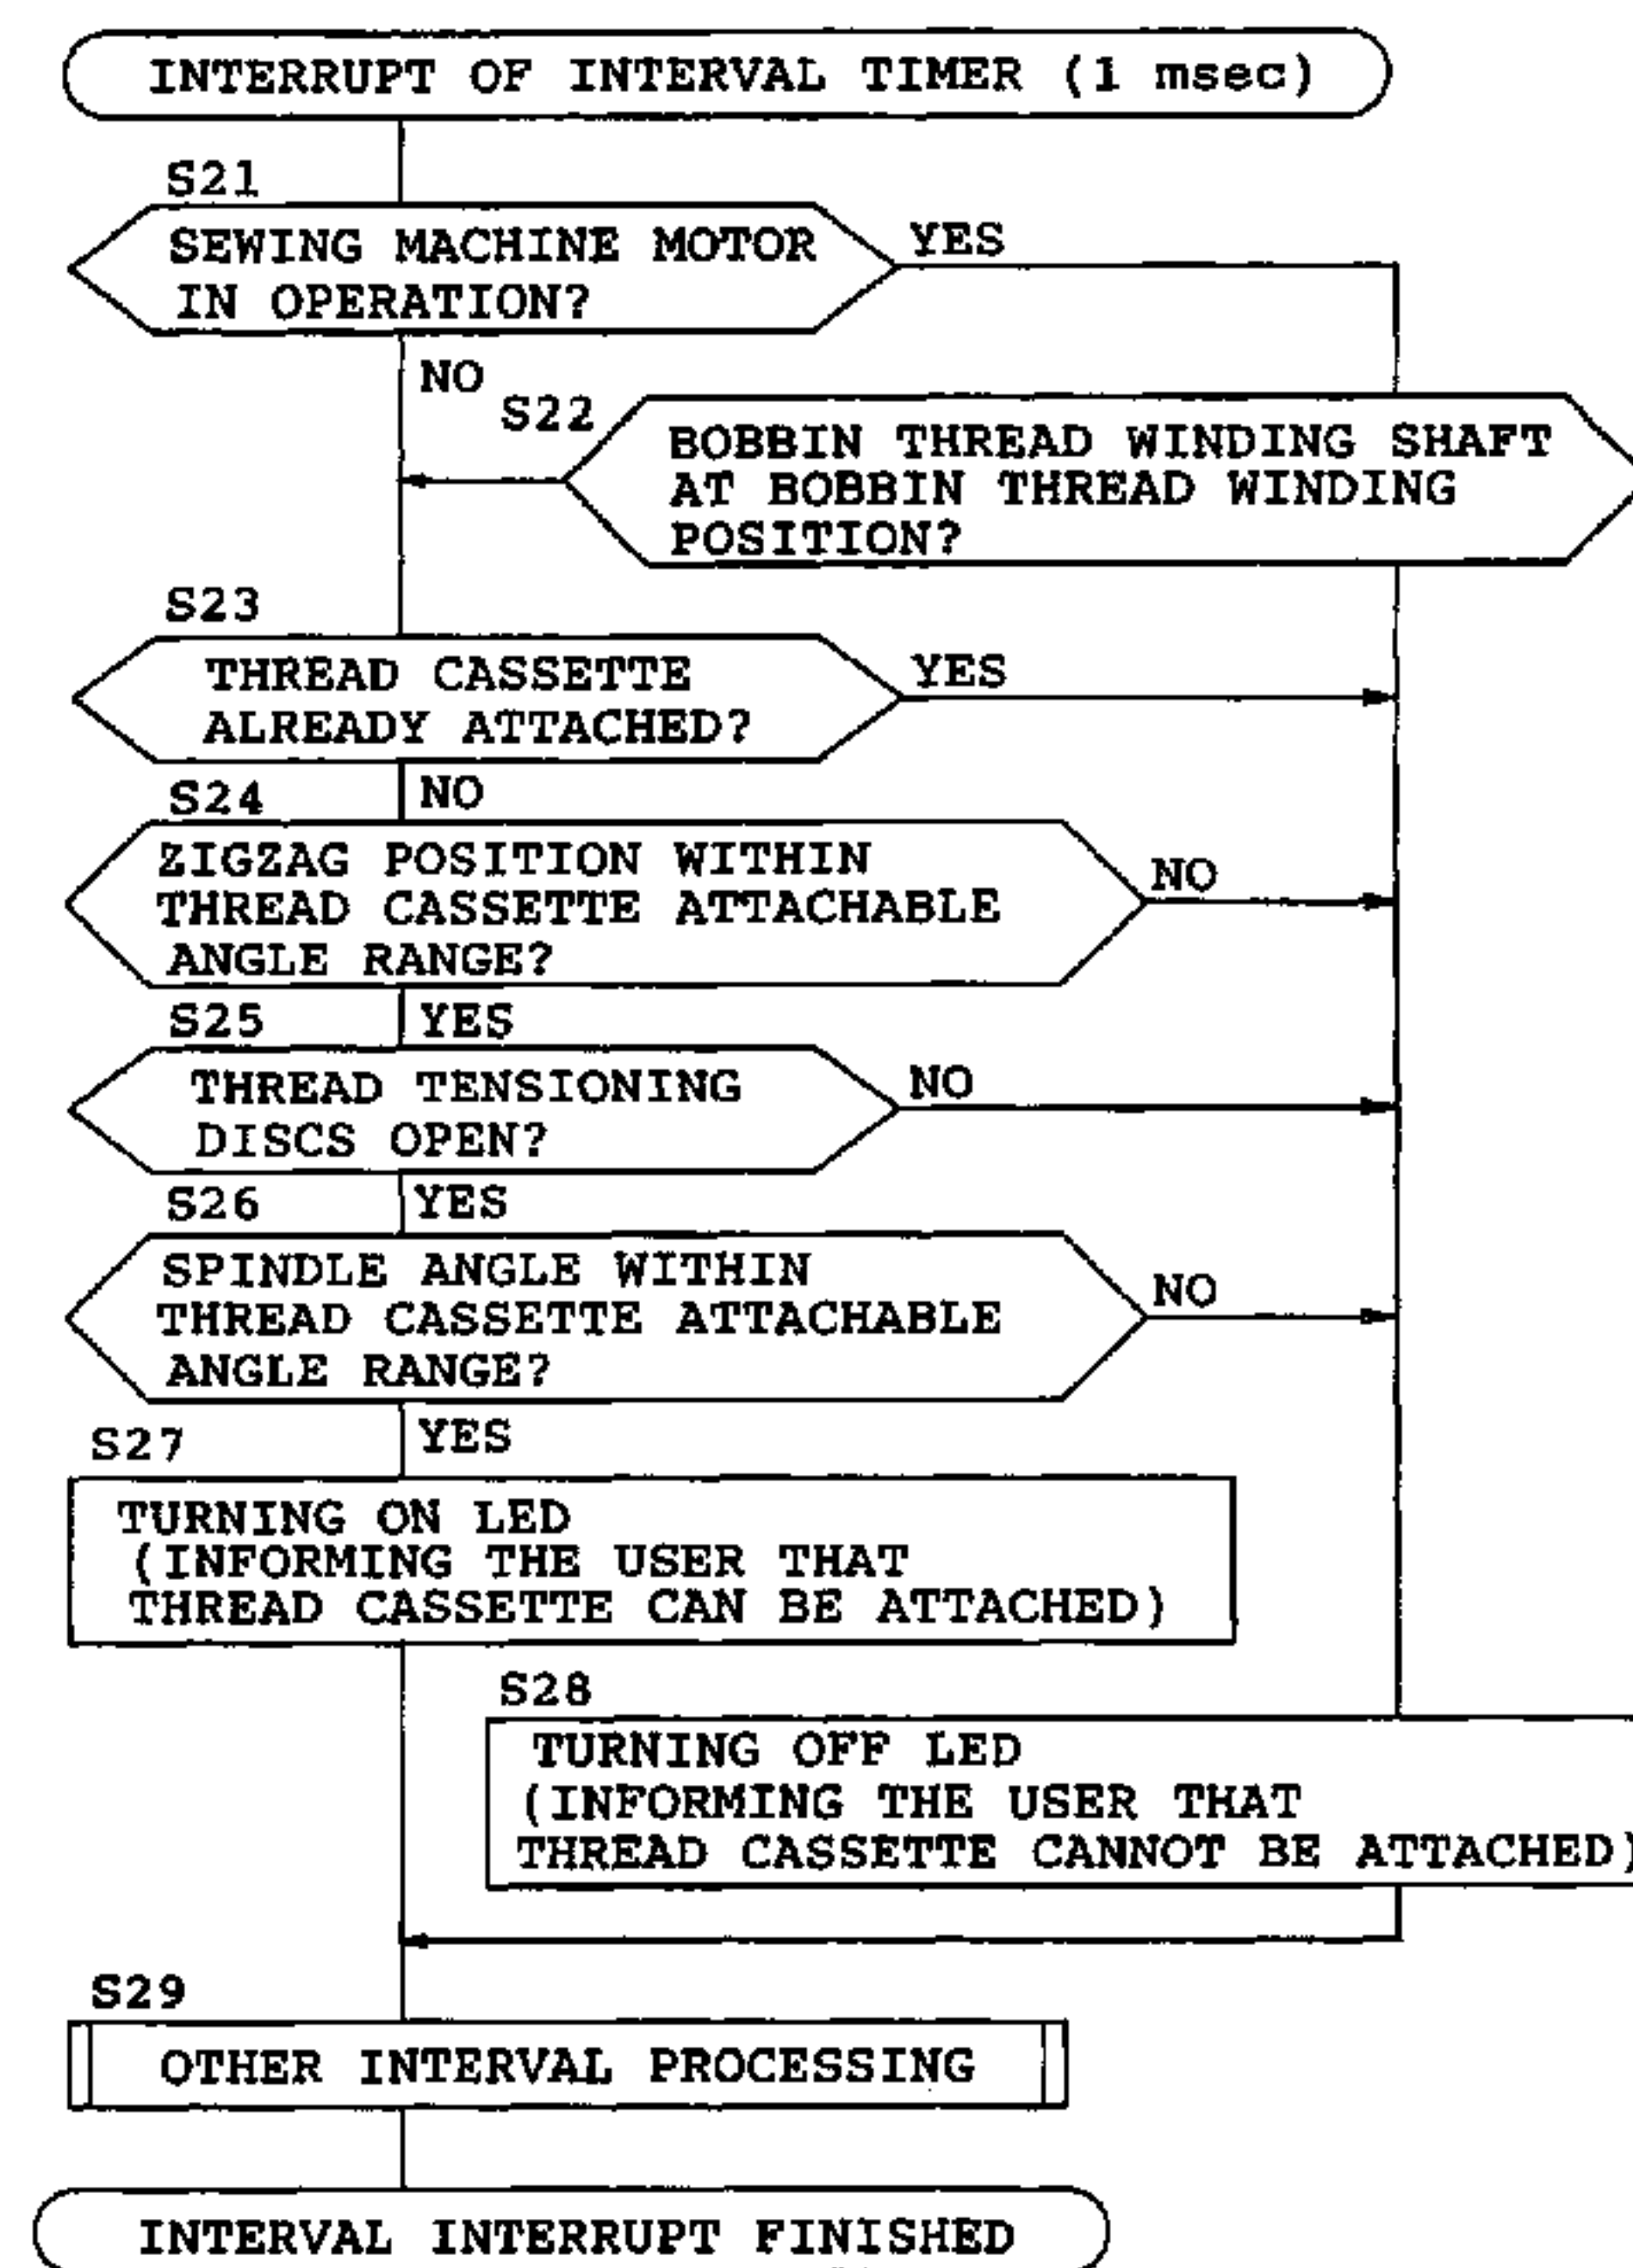 INTERRUPT OF INTERVAL TIMER (1 msec)
S21
SEWING MACHINE MOTOR
IN OPERATION?
YES
NO
S22
BOBBIN THREAD WINDING SHAFT
AT BOBBIN THREAD WINDING
POSITION?
S23
THREAD CASSETTE
ALREADY ATTACHED?
YES
NO
S24
ZIGZAG POSITION WITHIN
THREAD CASSETTE ATTACHABLE
ANGLE RANGE?
NO
YES
S25
THREAD TENSIONING
DISCS OPEN?
NO
YES
S26
SPINDLE ANGLE WITHIN
THREAD CASSETTE ATTACHABLE
ANGLE RANGE?
NO
YES
S27
TURNING ON LED
(INFORMING THE USER THAT
THREAD CASSETTE CAN BE ATTACHED)
S28
TURNING OFF LED
(INFORMING THE USER THAT
THREAD CASSETTE CANNOT BE ATTACHED)
S29
OTHER INTERVAL PROCESSING
INTERVAL INTERRUPT FINISHED